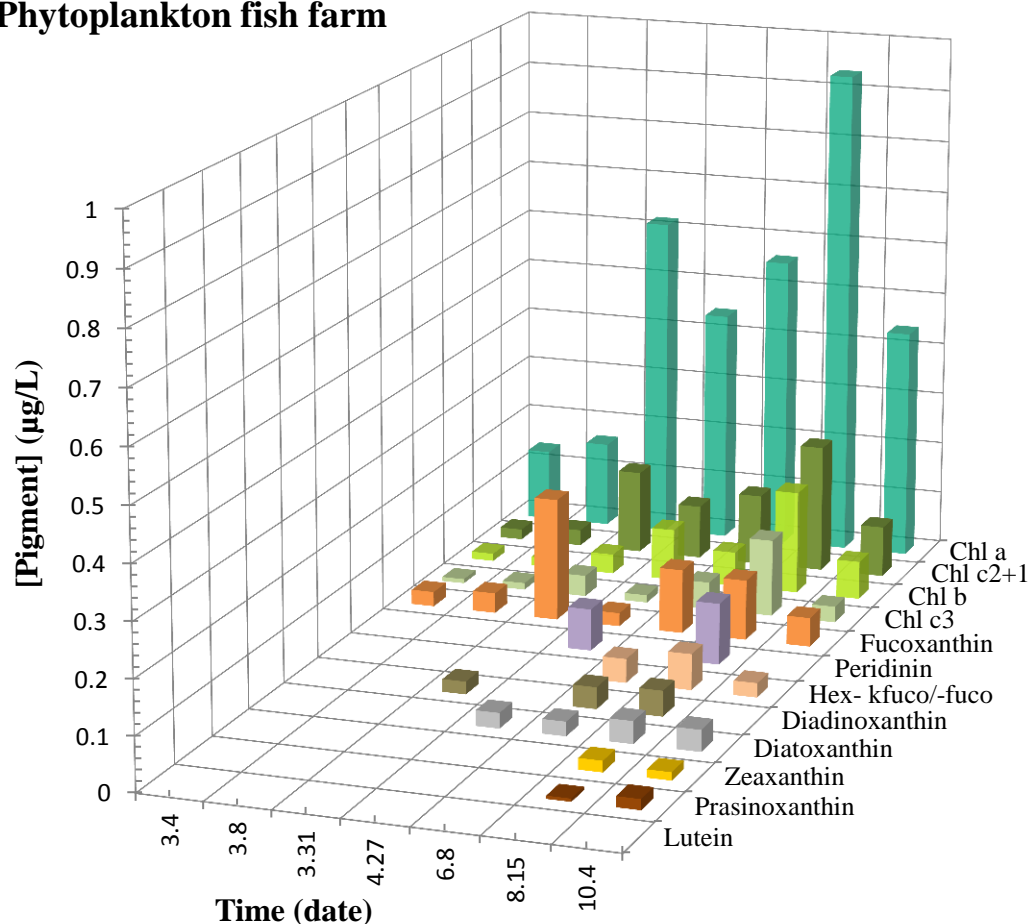 Phytoplankton fish farm
[Pigment] (µg/L)
1
0.9
0.8
0.7
0.6
0.5
0.4
0.3
0.2
0.1
0
3.4
3.8
3.31
4.27
6.8
8.15
10.4
Time (date)
Chl a
Chl c2+1
Chl b
Chl c3
Fucoxanthin
Peridinin
Hex- kfuco/-fuco
Diadinoxanthin
Diatoxanthin
Zeaxanthin
Prasinoxanthin
Lutein